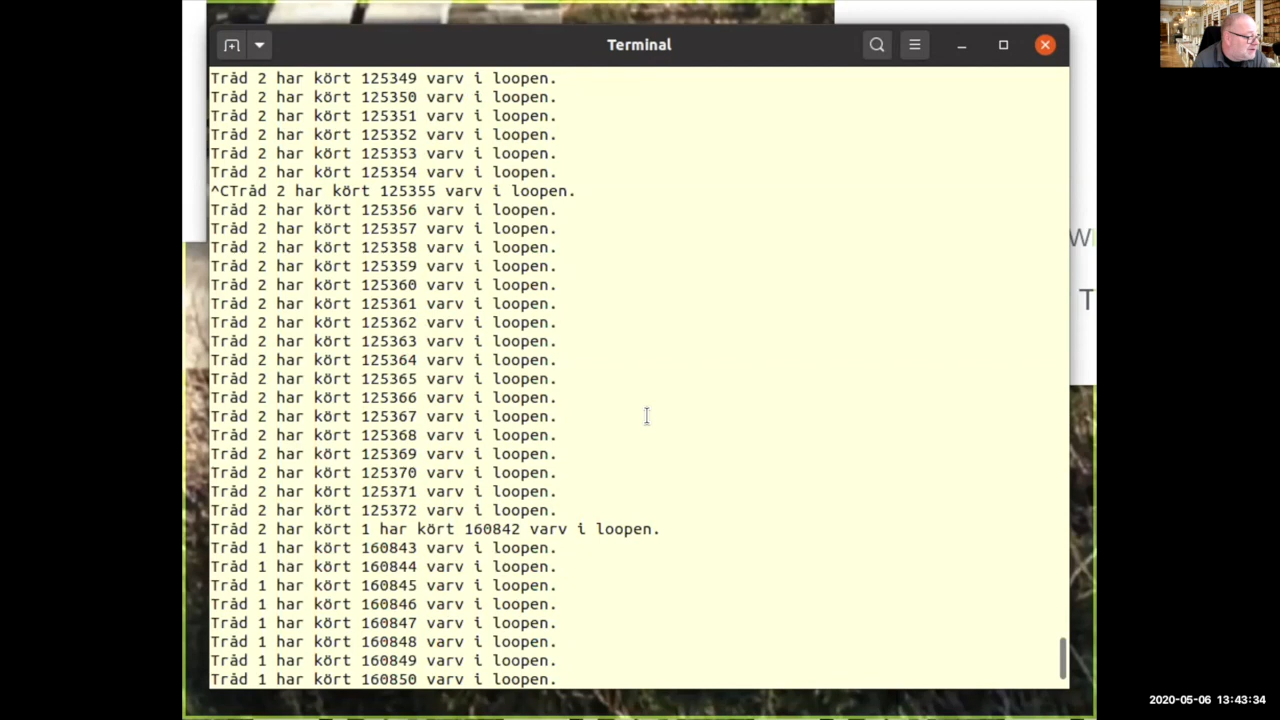 Terminal
Tråd 2 har kört 125349 varv i loopen.
Tråd 2 har kört 125350 varv i loopen.
Tråd 2 har kört 125351 varv i loopen.
Tråd 2 har kört 125352 varv i loopen.
Tråd 2 har kört 125353 varv i loopen.
Tråd 2 har kört 125354 varv i loopen.
^CTråd 2 har kört 125355 varv i loopen.
Tråd 2 har kört 125356 varv i loopen.
Tråd 2 har kört 125357 varv i loopen.
Tråd 2 har kört 125358 varv i loopen.
Tråd 2 har kört 125359 varv i loopen.
Tråd 2 har kört 125360 varv i loopen.
Tråd 2 har kört 125361 varv i loopen.
Tråd 2 har kört 125362 varv i loopen.
Tråd 2 har kört 125363 varv i loopen.
Tråd 2 har kört 125364 varv i loopen.
Tråd 2 har kört 125365 varv i loopen.
Tråd 2 har kört 125366 varv i loopen.
Tråd 2 har kört 125367 varv i loopen.
Tråd 2 har kört 125368 varv i loopen.
Tråd 2 har kört 125369 varv i loopen.
Tråd 2 har kört 125370 varv i loopen.
Tråd 2 har kört 125371 varv i loopen.
Tråd 2 har kört 125372 varv i loopen.
Tråd 2 har kört 1 har kört 160842 varv i loopen.
Tråd 1 har kört 160843 varv i loopen.
Tråd 1 har kört 160844 varv i loopen.
Tråd 1 har kört 160845 varv i loopen.
Tråd 1 har kört 160846 varv i loopen.
Tråd 1 har kört 160847 varv i loopen.
Tråd 1 har kört 160848 varv i loopen.
Tråd 1 har kört 160849 varv i loopen.
Tråd 1 har kört 160850 varv i loopen.
2020-05-06 13:43:34